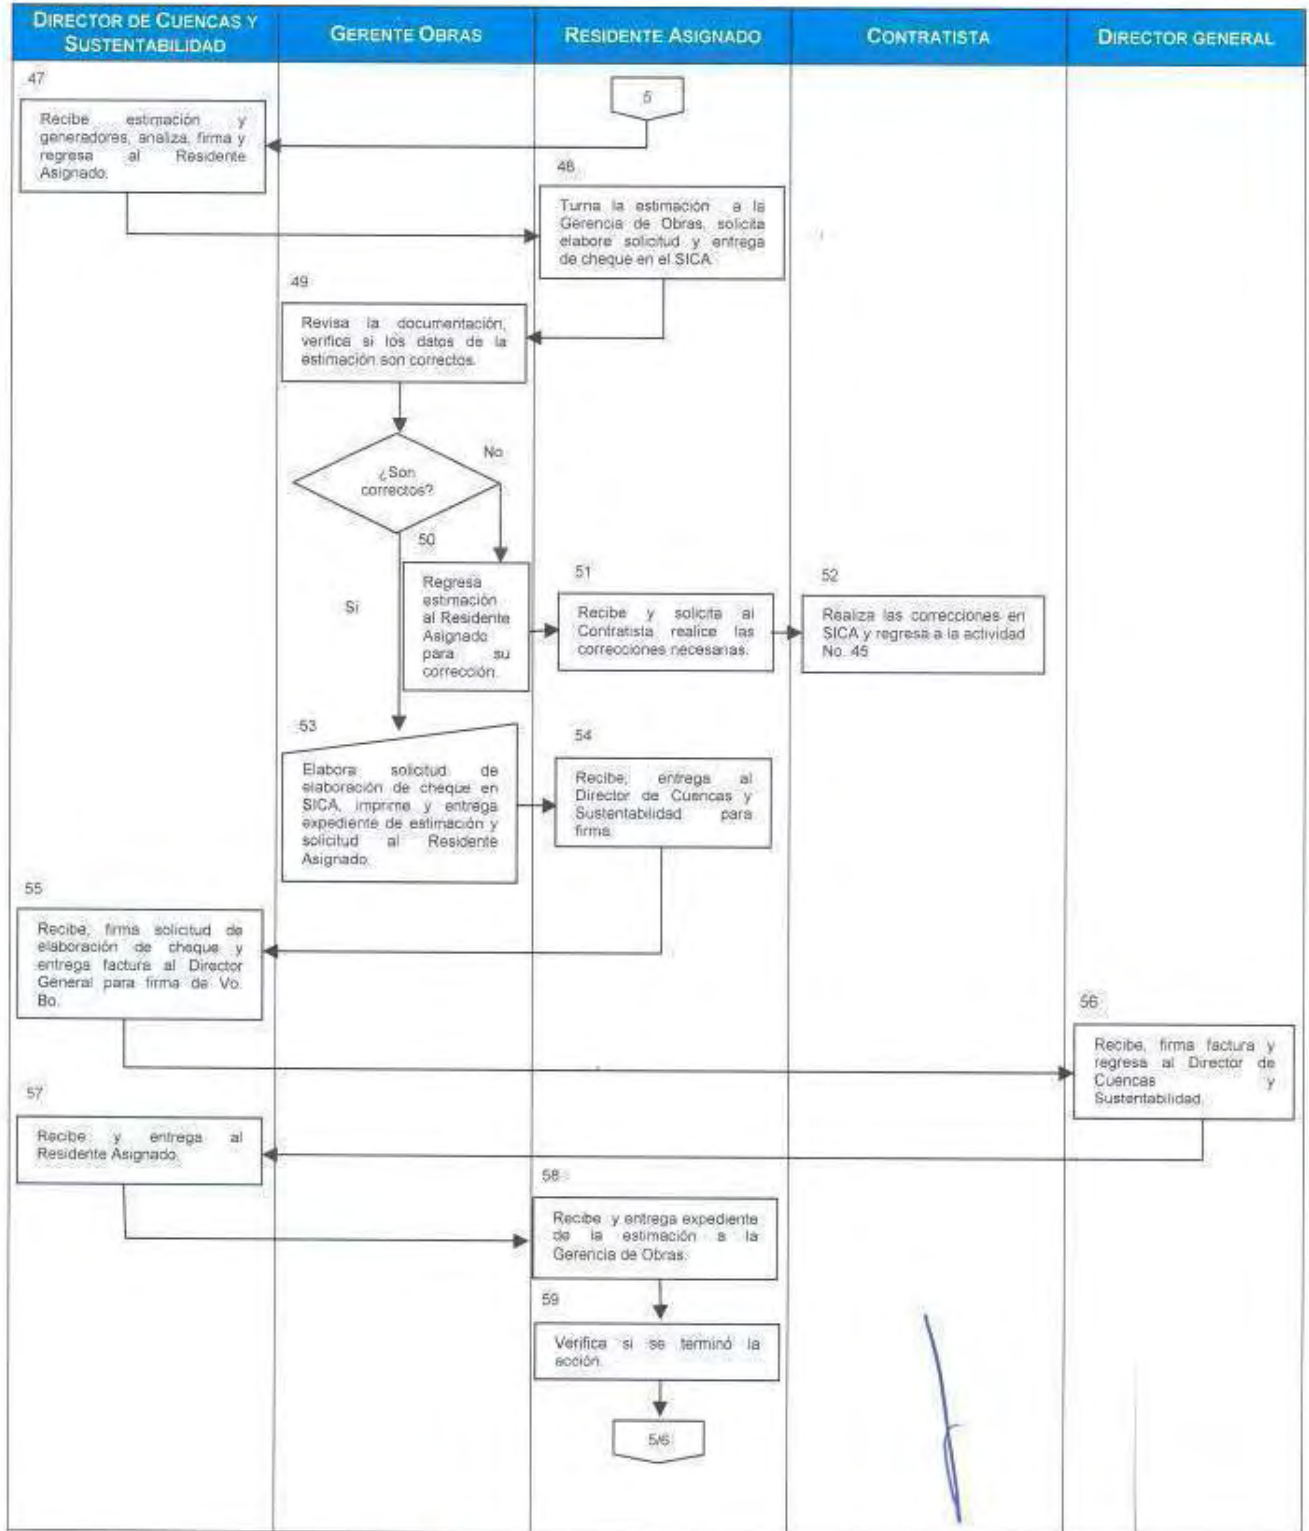 DIRECTOR DE CUENCAS Y
SUSTENTABILIDAD
GERENTE OBRAS
RESIDENTE ASIGNADO
CONTRATISTA
DIRECTOR GENERAL
5
47
Recibe estimación y
generadores, analiza, firma y
regresa al Residente
Asignado.
48
Turna la estimación a la
Gerencia de Obras, solicita
elabore solicitud y entrega
de cheque en el SICA
49
Revisa la documentación,
verifica si los datos de la
estimación son correctos.
¿Son
correctos?
No
Si
50
Regresa
estimación
al Residente
Asignado
para su
corrección.
51
Recibe y solicita al
Contratista realice las
correcciones necesarias.
52
Realiza las correcciones en
SICA y regresa a la actividad
No. 45
53
Elabora solicitud de
elaboración de cheque en
SICA, imprime y entrega
expediente de estimación y
solicitud al Residente
Asignado.
54
Recibe, entrega al
Director de Cuencas y
Sustentabilidad para
firma.
55
Recibe, firma solicitud de
elaboración de cheque y
entrega factura al Director
General para firma de Vo.
Bo.
56
Recibe, firma factura y
regresa al Director de
Cuencas y
Sustentabilidad.
57
Recibe y entrega al
Residente Asignado.
58
Recibe y entrega expediente
de la estimación a la
Gerencia de Obras.
59
Verifica si se terminó la
acción.
5/6